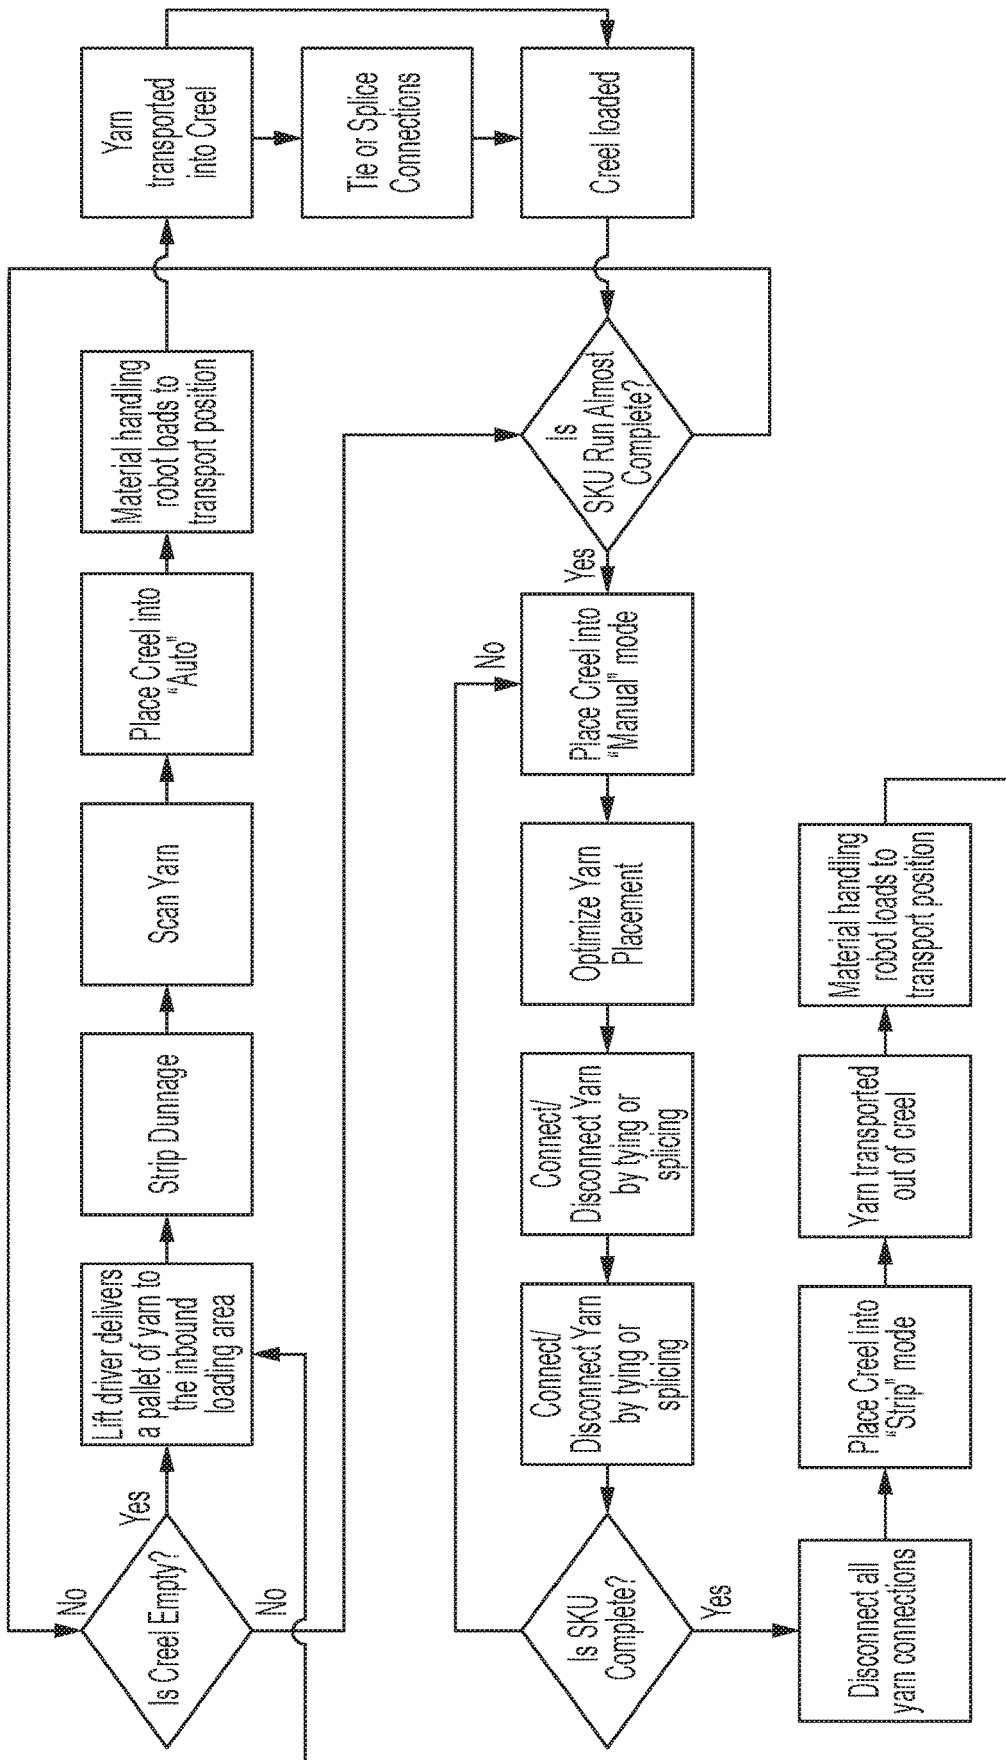 Is Creel Empty?
No
Yes
No
Lift driver delivers
a pallet of yarn to
the inbound
loading area
Strip Dunnage
Scan Yarn
Place Creel into
“Auto”
Material handling
robot loads to
transport position
Yarn
transported
into Creel
Tie or Splice
Connections
Creel loaded
Is
SKU Run Almost
Complete?
Yes
No
Place Creel into
“Manual” mode
Optimize Yarn
Placement
Connect/
Disconnect Yarn
by tying or
splicing
Connect/
Disconnect Yarn
by tying or
splicing
Is SKU
Complete?
Yes
Disconnect all
yarn connections
Place Creel into
“Strip” mode
Yarn transported
out of creel
Material handling
robot loads to
transport position